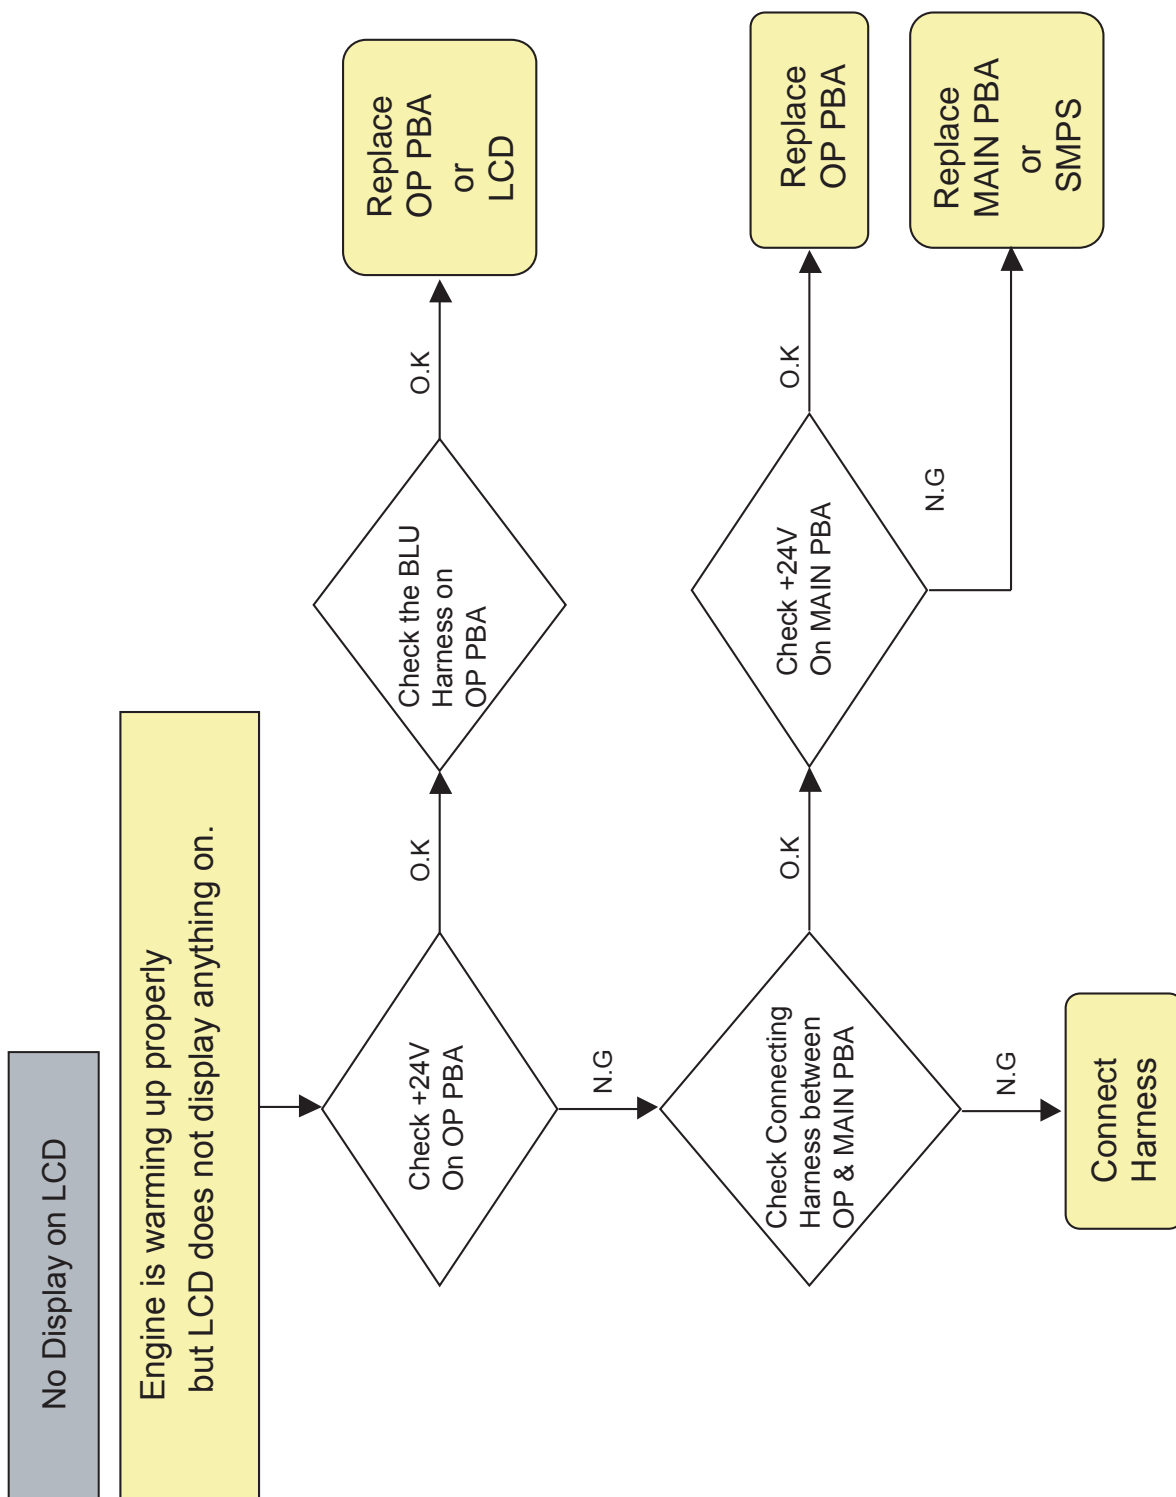 No Display on LCD
Engine is warming up properly
but LCD does not display anything on.
Check +24V
On OP PBA
O.K
Check the BLU
Harness on
OP PBA
O.K
Replace
OP PBA
or
LCD
N.G
Check Connecting
Harness between
OP & MAIN PBA
O.K
Check +24V
On MAIN PBA
O.K
Replace
OP PBA
N.G
Replace
MAIN PBA
or
SMPS
N.G
Connect
Harness